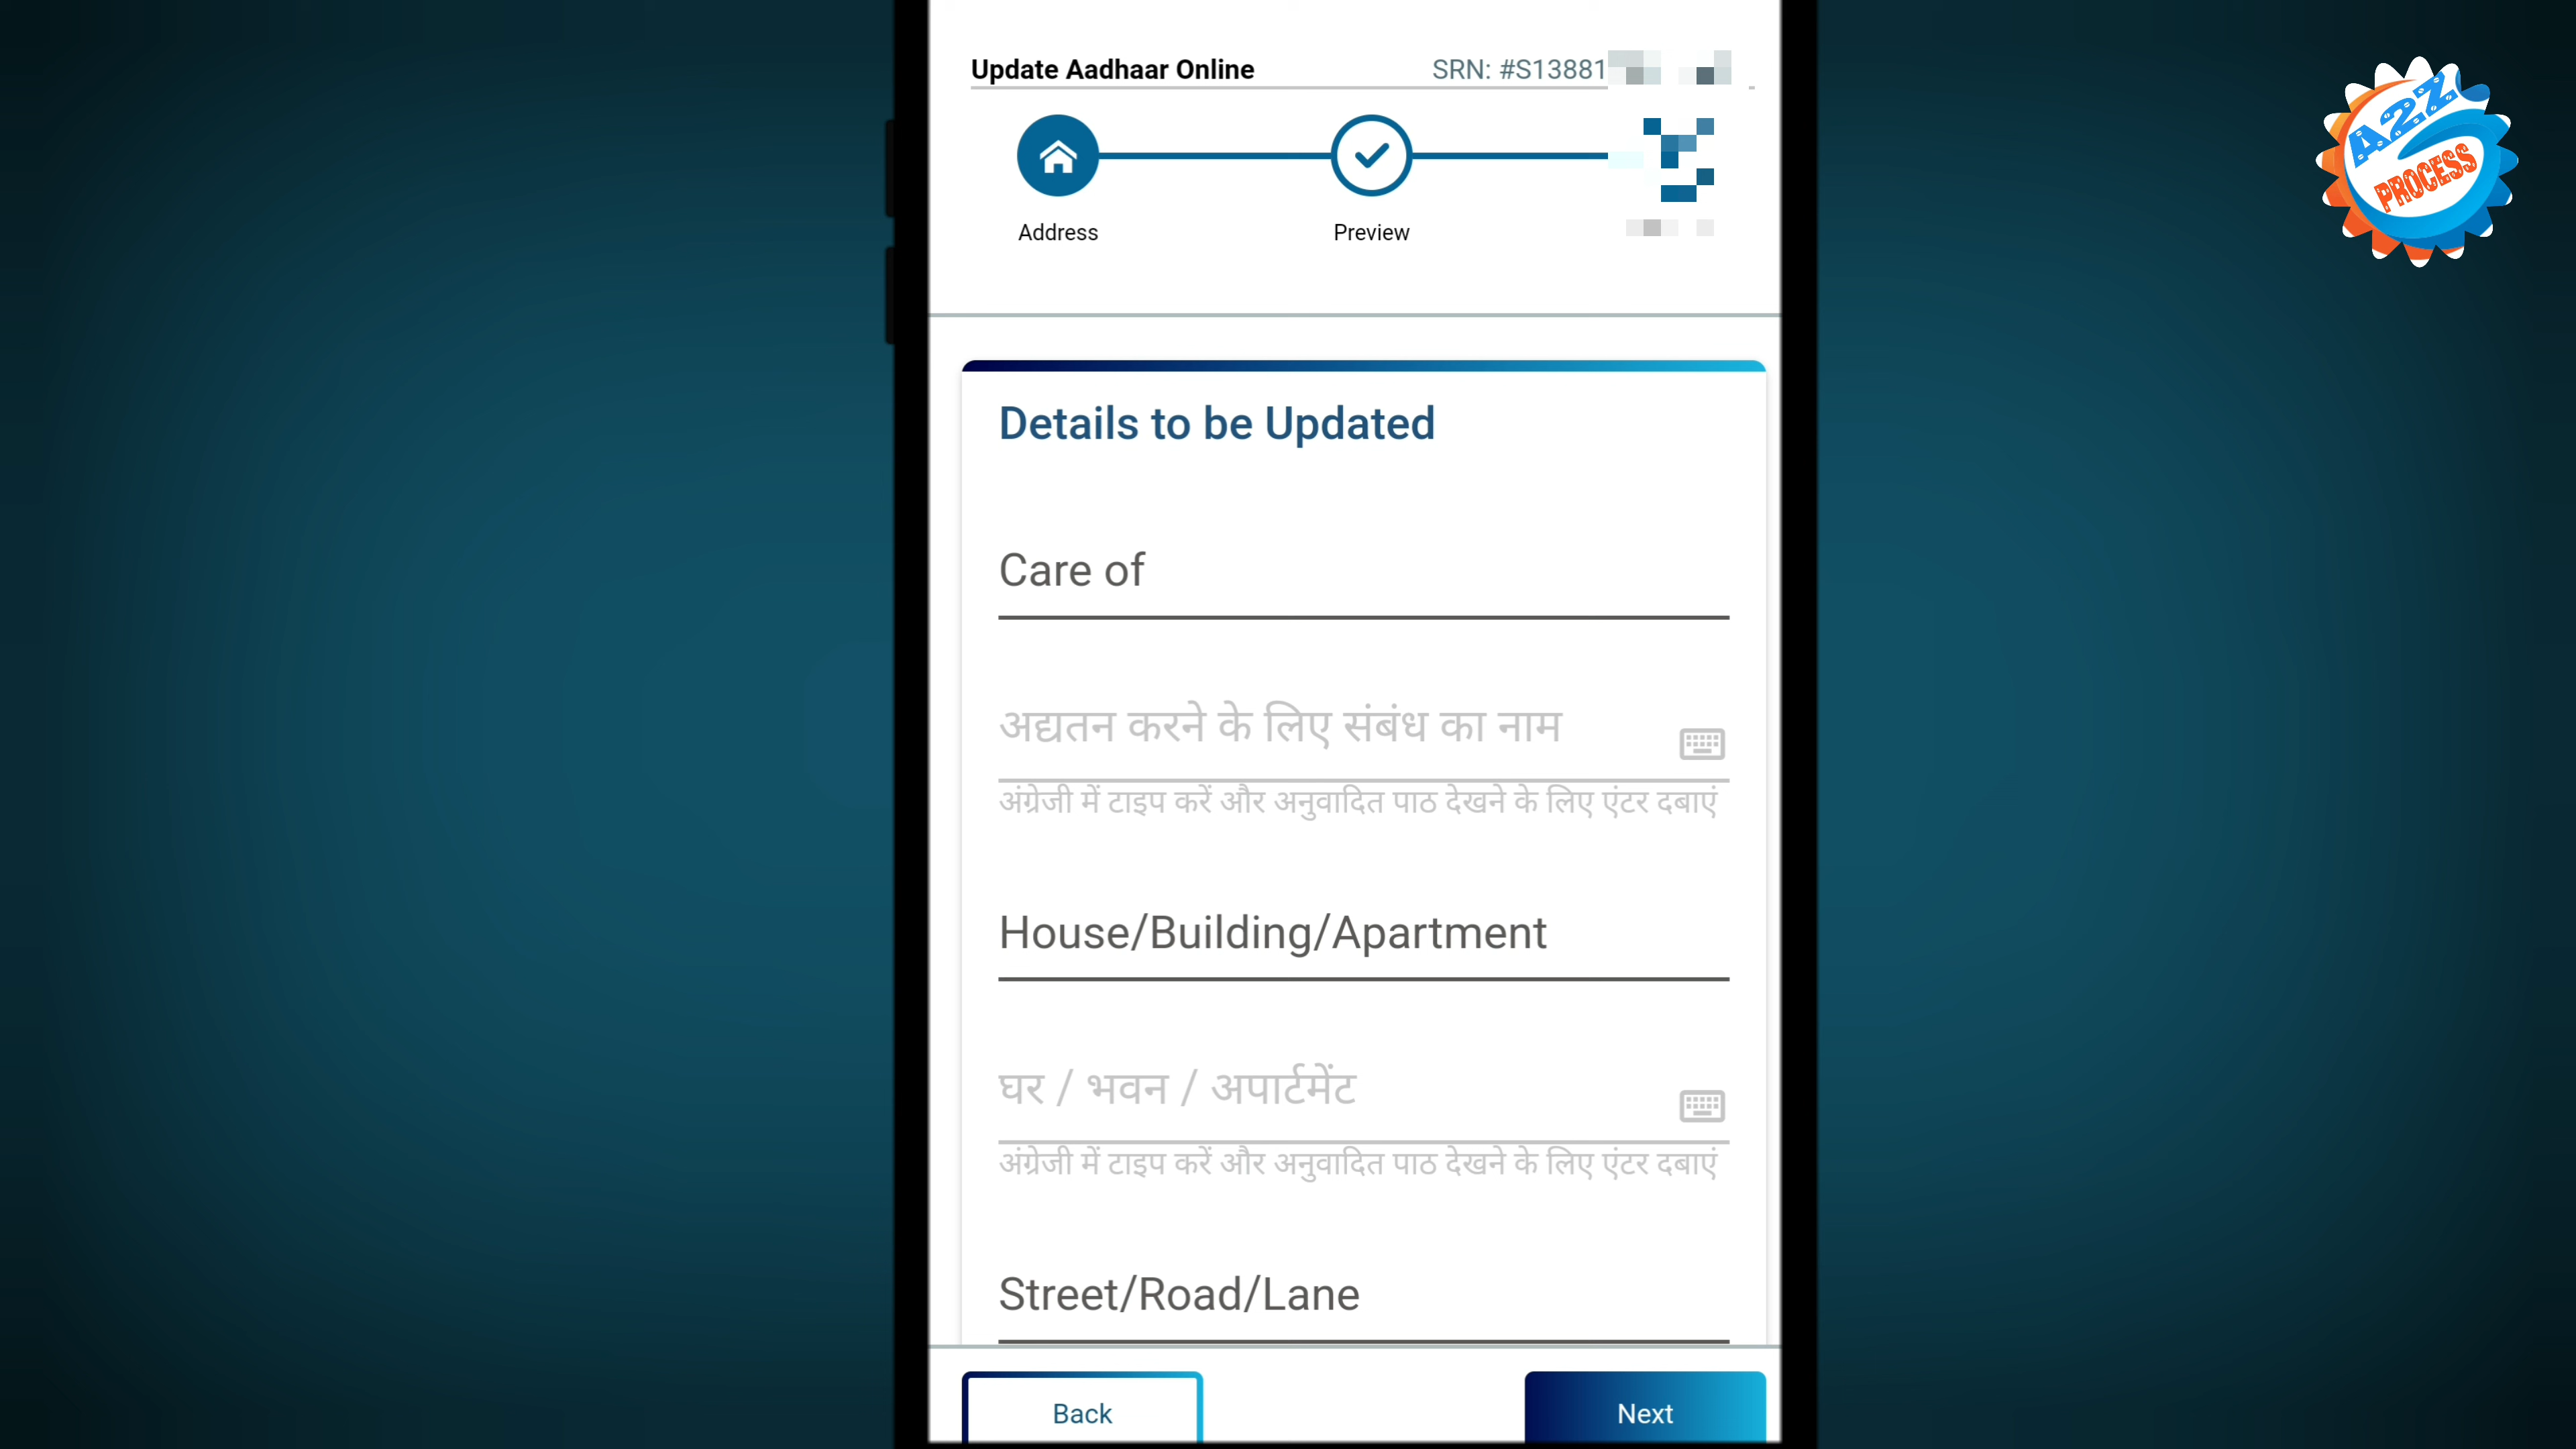 Update Aadhaar Online SRN: #S13881
Address Preview
Details to be Updated
Care of
अद्यतन करने के लिए संबंध का नाम
अंग्रेजी में टाइप करें और अनुवादित पाठ देखने के लिए एंटर दबाएं
House/Building/Apartment
घर / भवन / अपार्टमेंट
अंग्रेजी में टाइप करें और अनुवादित पाठ देखने के लिए एंटर दबाएं
Street/Road/Lane
Back Next
A2Z
PROCESS